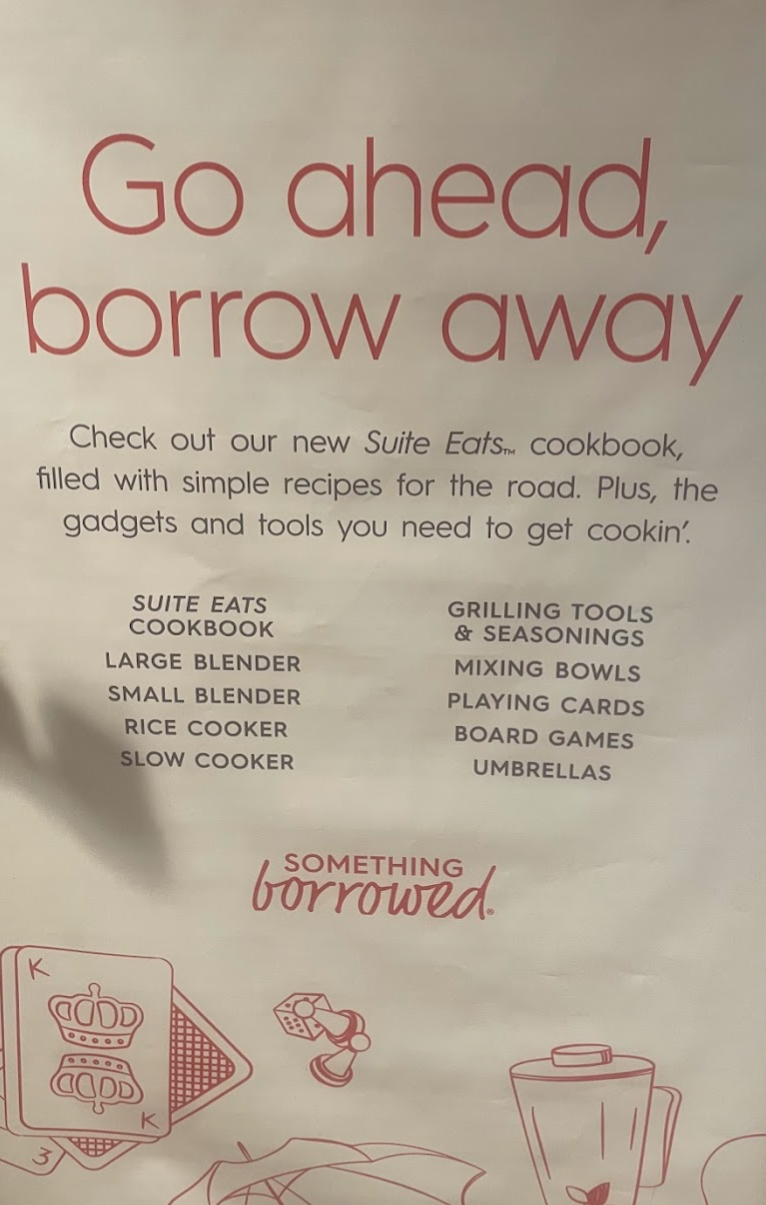 Go ahead,
borrow away
Check out our new Suite Eats™ cookbook,
filled with simple recipes for the road. Plus, the
gadgets and tools you need to get cookin'.
SUITE EATS
COOKBOOK
LARGE BLENDER
SMALL BLENDER
RICE COOKER
SLOW COOKER
GRILLING TOOLS
& SEASONINGS
MIXING BOWLS
PLAYING CARDS
BOARD GAMES
UMBRELLAS
SOMETHING
borrowed®
K
K
3